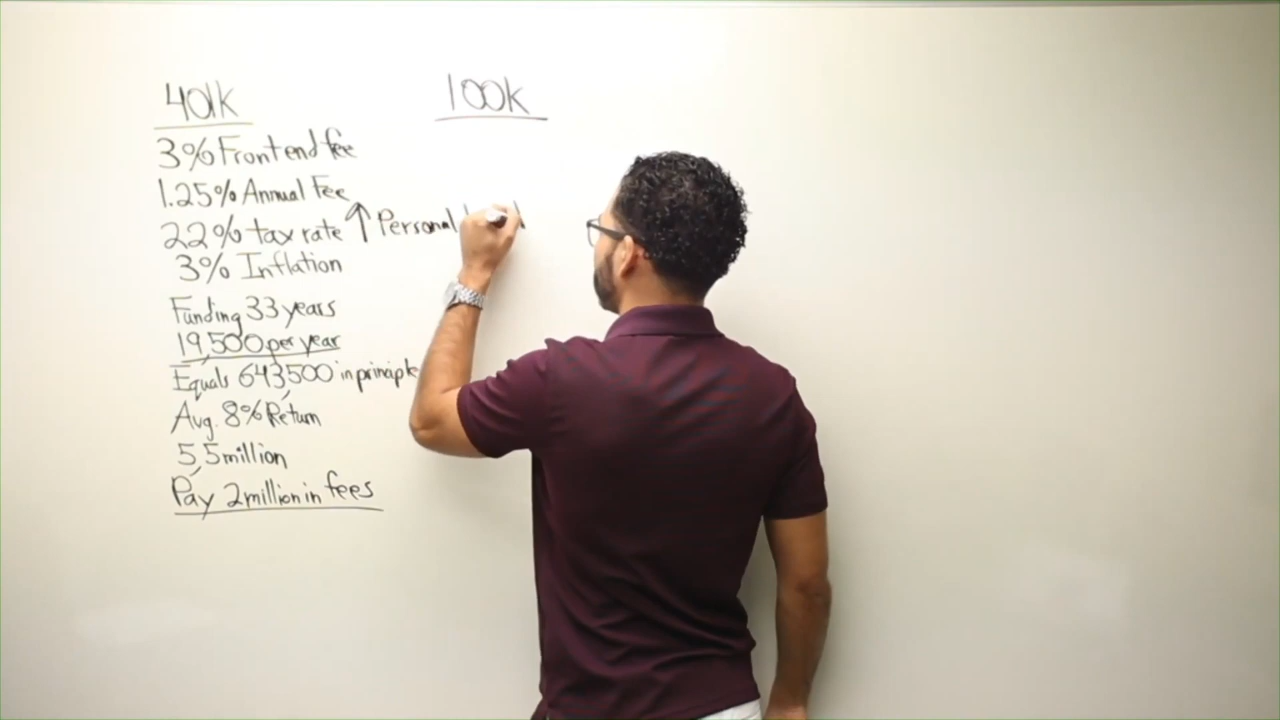 401k
100k
3% Front end fee
1.25% Annual Fee
22% tax rate ↑ Personal
3% Inflation
Funding 33 years
19,500 per year
Equals 643,500 in principle
Avg. 8% Return
5,5 million
Pay 2 million in fees